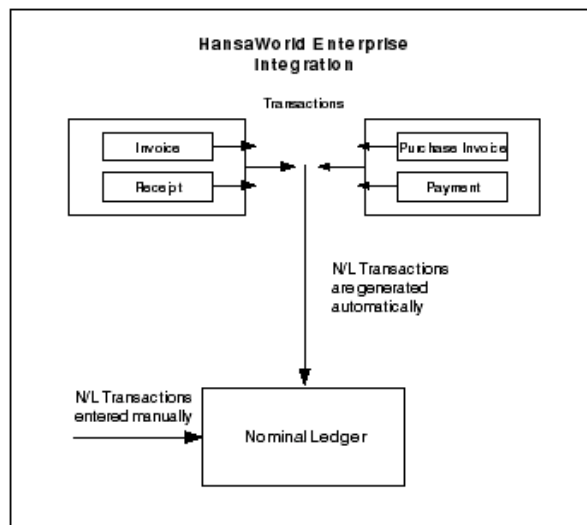 HansaWorld Enterprise
Integration
Transactions
Invoice
Purchase Invoice
Receipt
Payment
N/L Transactions
are generated
automatically
N/L Transactions
entered manually
Nominal Ledger